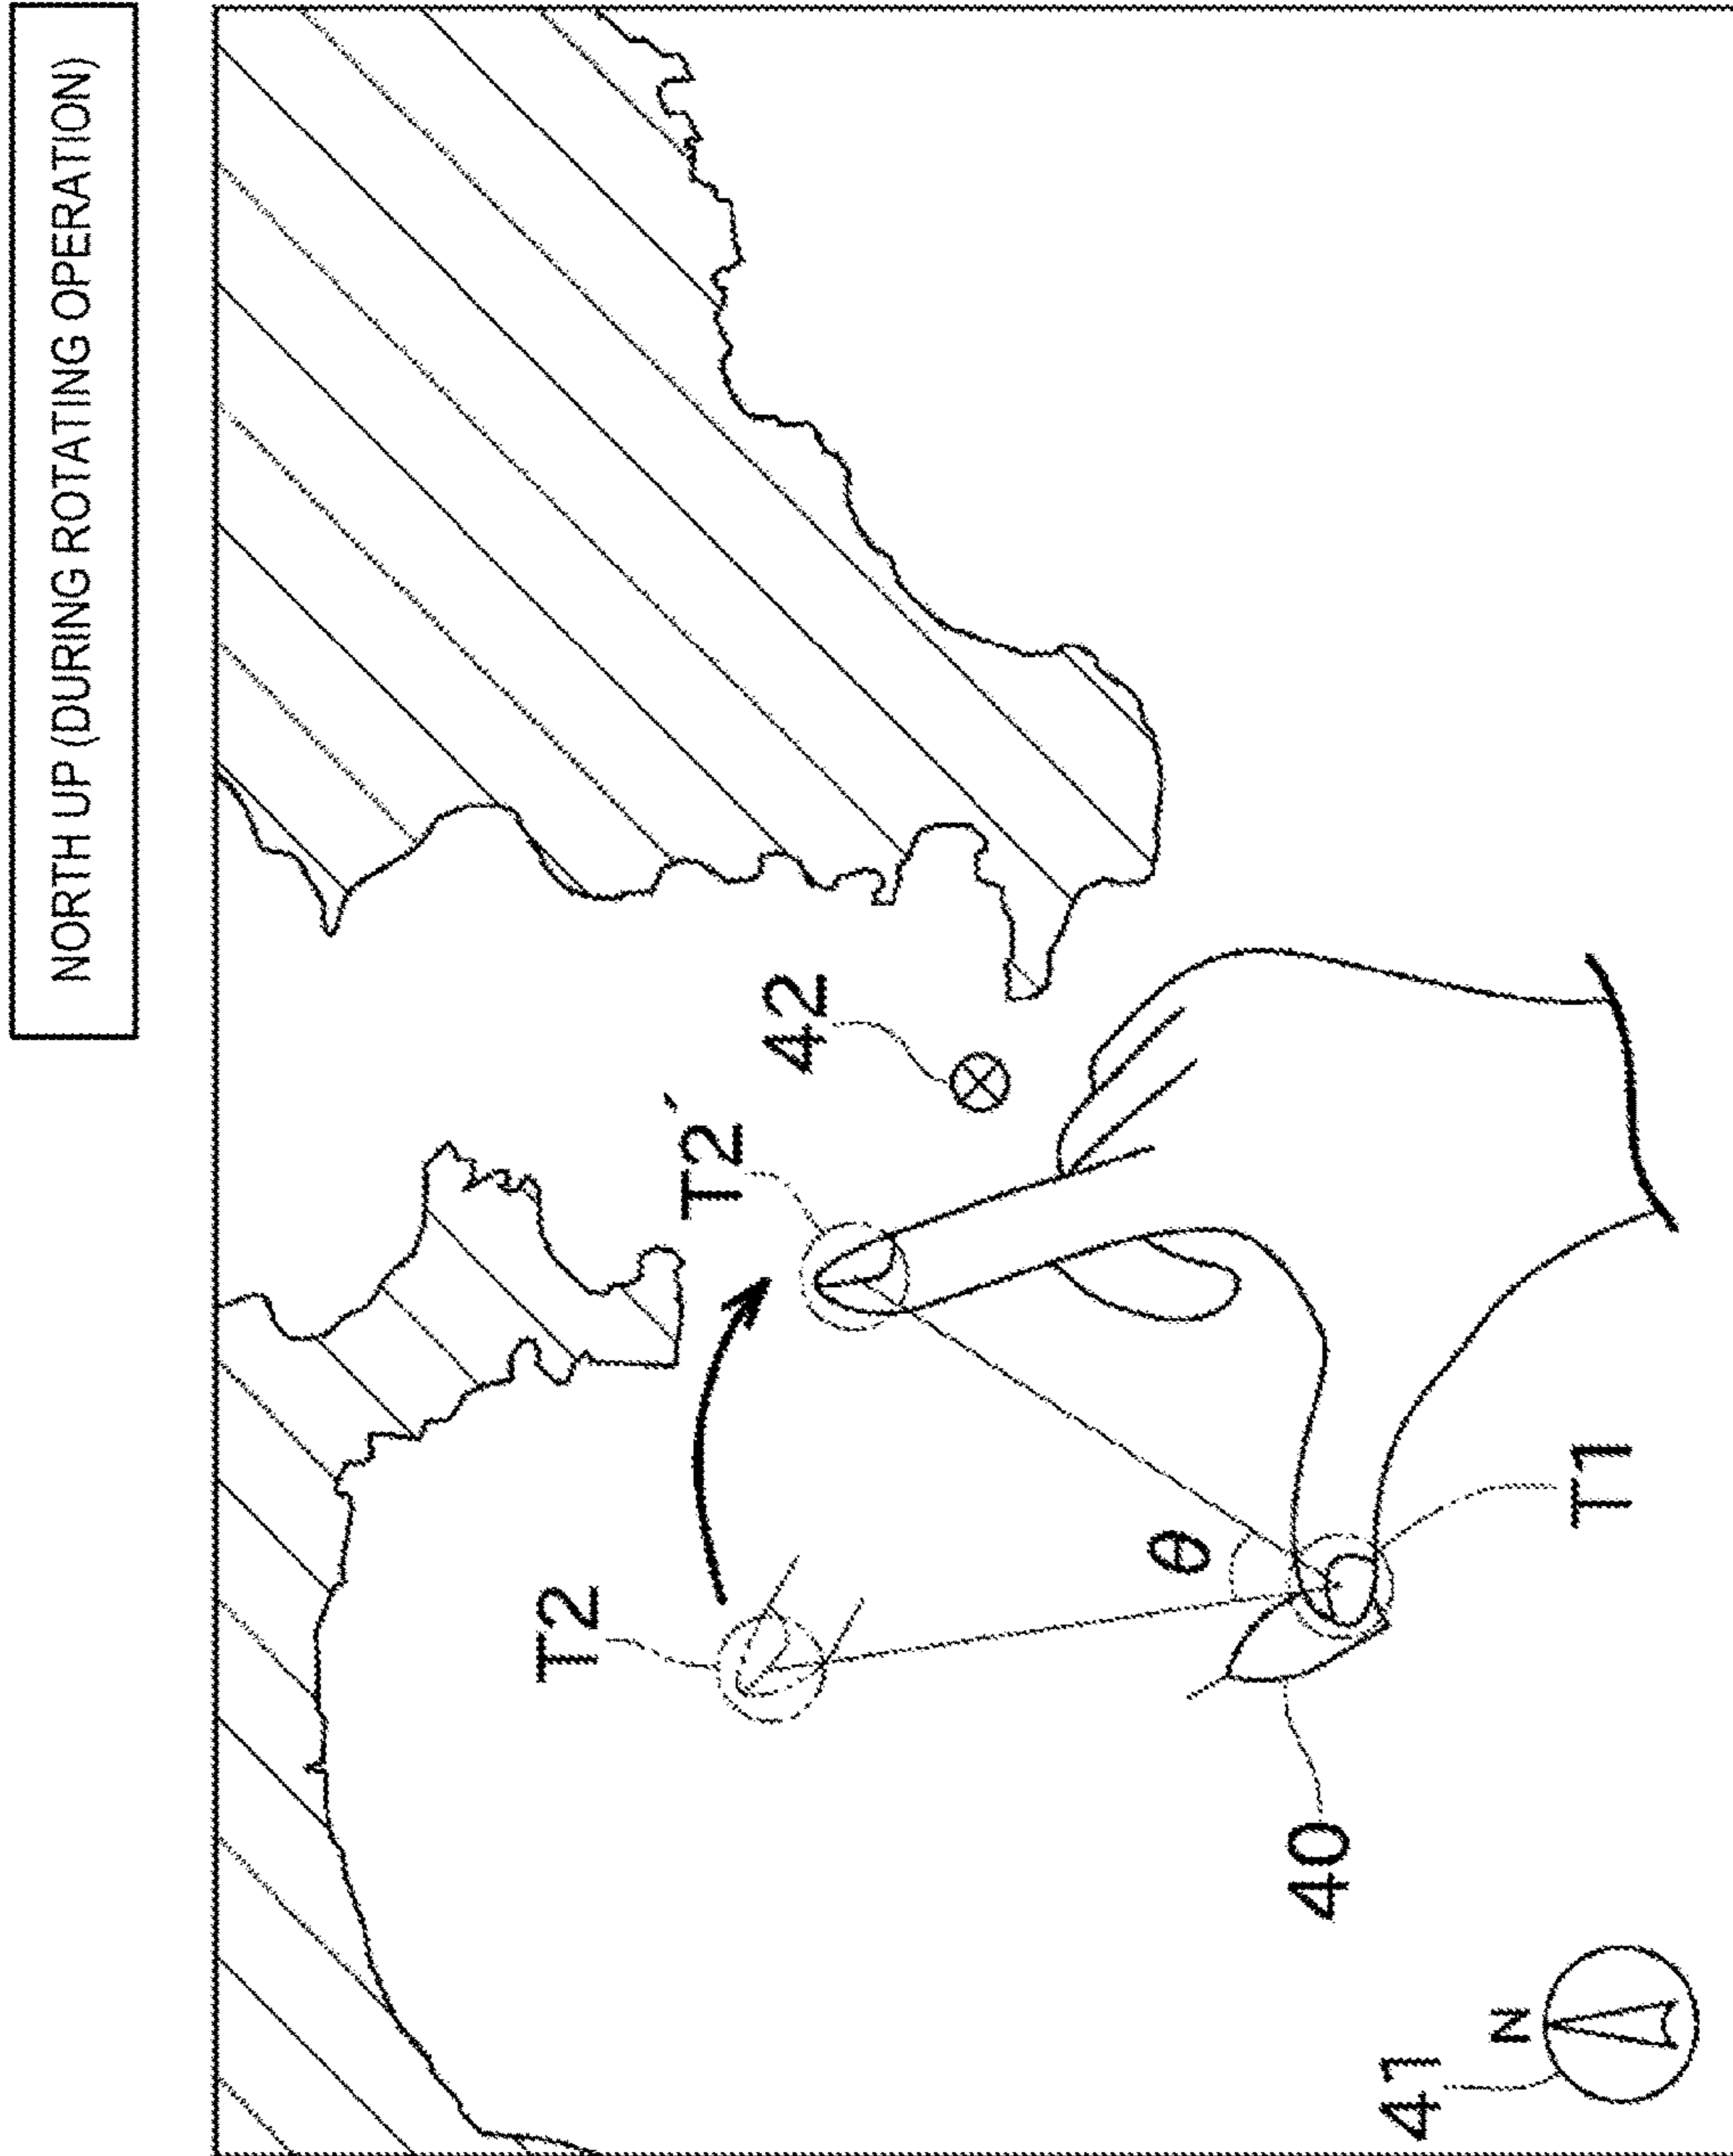 NORTH UP (DURING ROTATING OPERATION)
T2
T2′
42
θ
40
T1
41
N